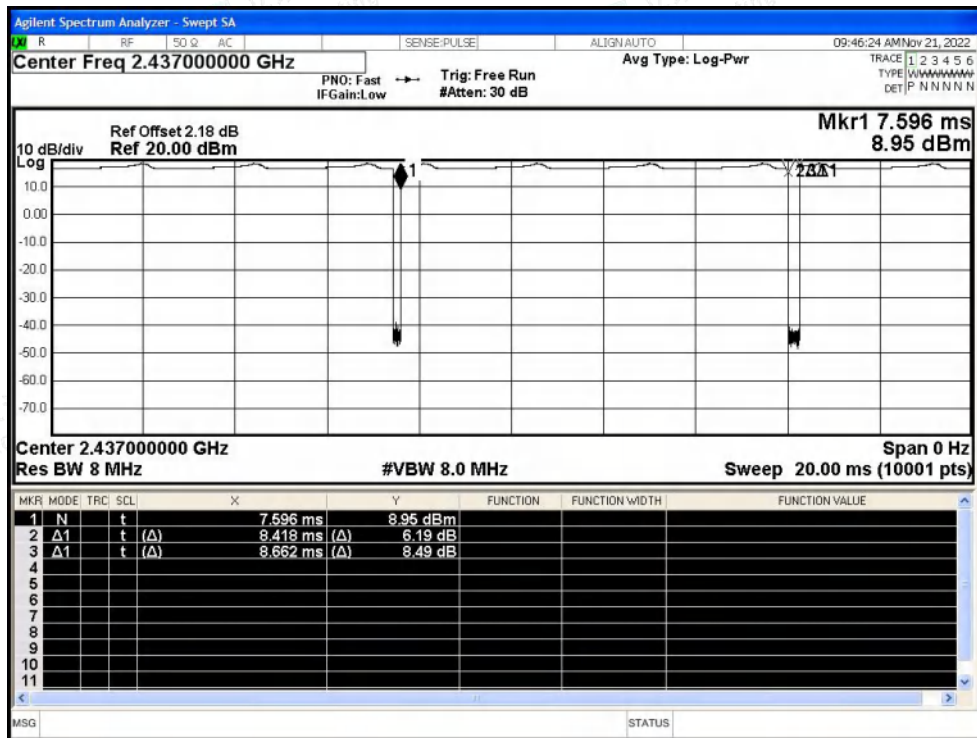 Agilent Spectrum Analyzer - Swept SA
LXI R RF 50 Ω AC SENSE:PULSE ALIGN AUTO 09:46:24 AM Nov 21, 2022
Center Freq 2.437000000 GHz
PNO: Fast
IFGain:Low
Trig: Free Run
#Atten: 30 dB
Avg Type: Log-Pwr
TRACE 1 2 3 4 5 6
TYPE WWWWWW
DET P N N N N N
Mkr1 7.596 ms
8.95 dBm
Ref Offset 2.18 dB
10 dB/div Ref 20.00 dBm
Log
1
10.0
0.00
-10.0
-20.0
-30.0
-40.0
-50.0
-60.0
-70.0
Center 2.437000000 GHz Span 0 Hz
Res BW 8 MHz #VBW 8.0 MHz Sweep 20.00 ms (10001 pts)
MKR MODE TRC SCL X Y FUNCTION FUNCTION WIDTH FUNCTION VALUE
1 N t 7.596 ms 8.95 dBm
2 Δ1 t (Δ) 8.418 ms (Δ) 6.19 dB
3 Δ1 t (Δ) 8.662 ms (Δ) 8.49 dB
4
5
6
7
8
9
10
11
MSG STATUS